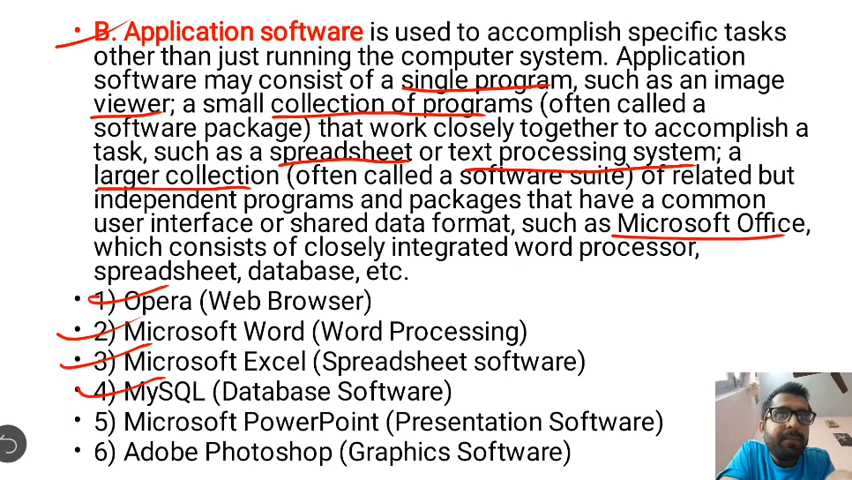 • B. Application software is used to accomplish specific tasks
other than just running the computer system. Application
software may consist of a single program, such as an image
viewer; a small collection of programs (often called a
software package) that work closely together to accomplish a
task, such as a spreadsheet or text processing system; a
larger collection (often called a software suite) of related but
independent programs and packages that have a common
user interface or shared data format, such as Microsoft Office,
which consists of closely integrated word processor,
spreadsheet, database, etc.
• 1) Opera (Web Browser)
• 2) Microsoft Word (Word Processing)
• 3) Microsoft Excel (Spreadsheet software)
• 4) MySQL (Database Software)
• 5) Microsoft PowerPoint (Presentation Software)
• 6) Adobe Photoshop (Graphics Software)